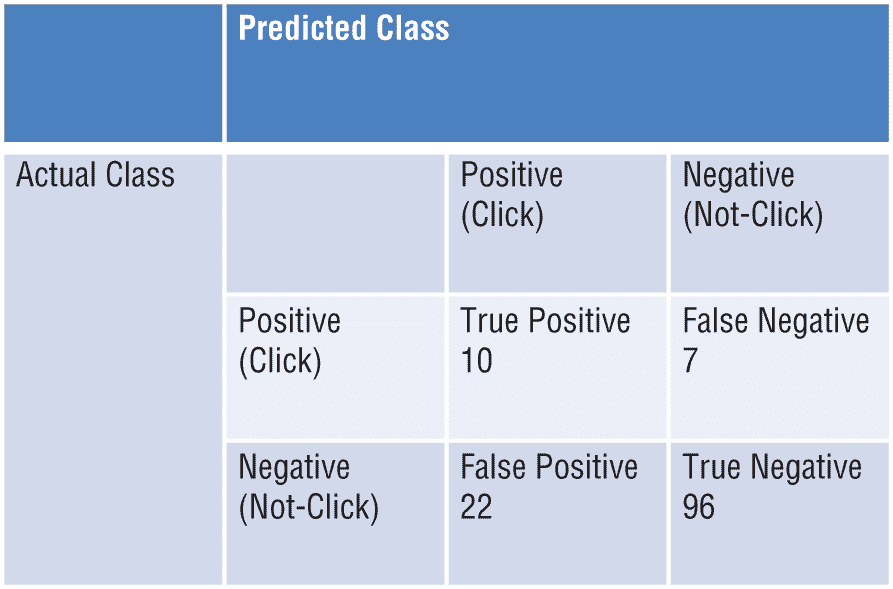 Predicted Class
Actual Class
Positive
(Click)
Negative
(Not-Click)
Positive
(Click)
True Positive
10
False Negative
7
Negative
(Not-Click)
False Positive
22
True Negative
96